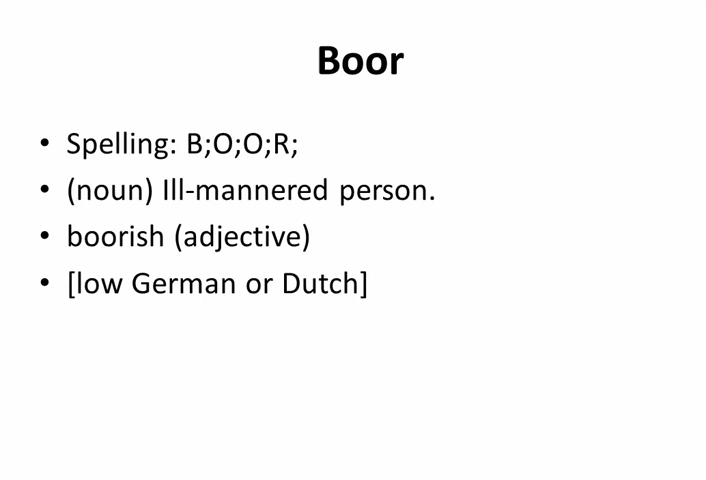 Boor
• Spelling: B;O;O;R;
• (noun) Ill-mannered person.
• boorish (adjective)
• [low German or Dutch]